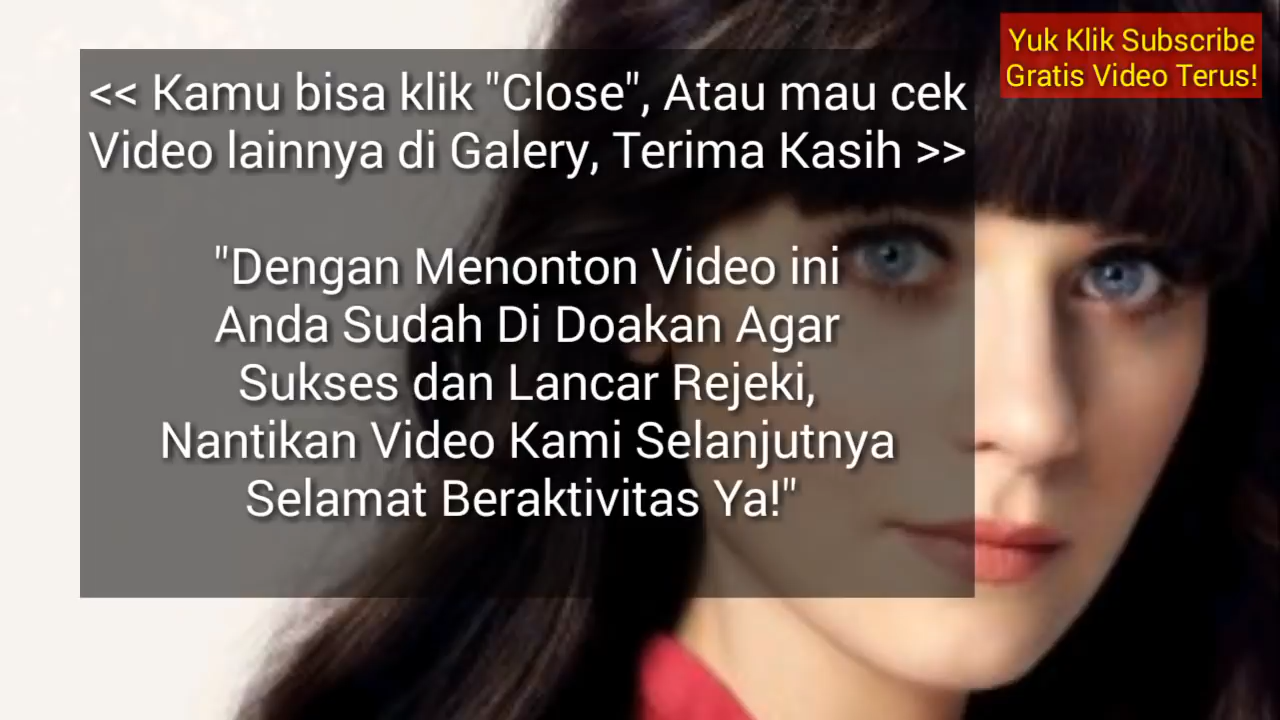 Yuk Klik Subscribe
Gratis Video Terus!
<< Kamu bisa klik "Close", Atau mau cek
Video lainnya di Galery, Terima Kasih >>
"Dengan Menonton Video ini
Anda Sudah Di Doakan Agar
Sukses dan Lancar Rejeki,
Nantikan Video Kami Selanjutnya
Selamat Beraktivitas Ya!"